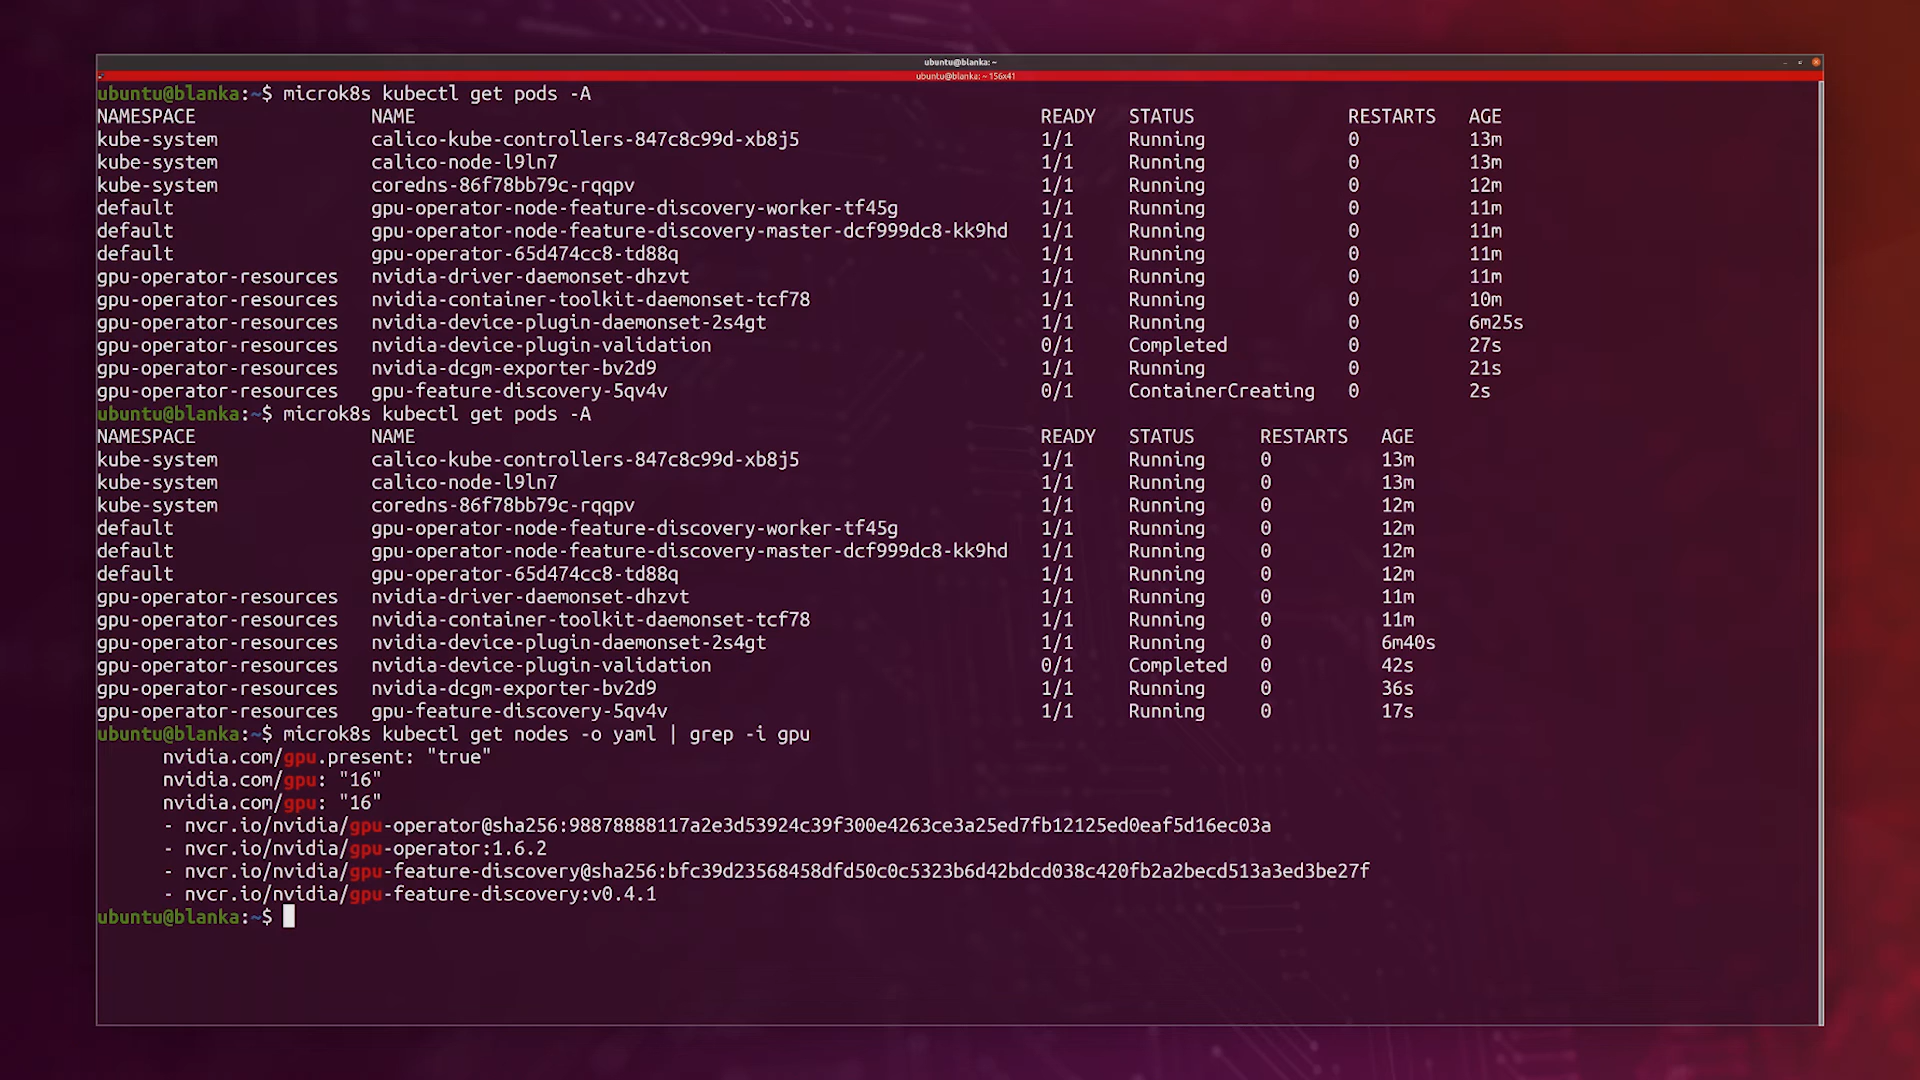 ubuntu@blanka: ~
ubuntu@blanka: ~ 156x41
ubuntu@blanka:~$ microk8s kubectl get pods -A
NAMESPACE NAME READY STATUS RESTARTS AGE
kube-system calico-kube-controllers-847c8c99d-xb8j5 1/1 Running 0 13m
kube-system calico-node-l9ln7 1/1 Running 0 13m
kube-system coredns-86f78bb79c-rqqpv 1/1 Running 0 12m
default gpu-operator-node-feature-discovery-worker-tf45g 1/1 Running 0 11m
default gpu-operator-node-feature-discovery-master-dcf999dc8-kk9hd 1/1 Running 0 11m
default gpu-operator-65d474cc8-td88q 1/1 Running 0 11m
gpu-operator-resources nvidia-driver-daemonset-dhzvt 1/1 Running 0 11m
gpu-operator-resources nvidia-container-toolkit-daemonset-tcf78 1/1 Running 0 10m
gpu-operator-resources nvidia-device-plugin-daemonset-2s4gt 1/1 Running 0 6m25s
gpu-operator-resources nvidia-device-plugin-validation 0/1 Completed 0 27s
gpu-operator-resources nvidia-dcgm-exporter-bv2d9 1/1 Running 0 21s
gpu-operator-resources gpu-feature-discovery-5qv4v 0/1 ContainerCreating 0 2s
ubuntu@blanka:~$ microk8s kubectl get pods -A
NAMESPACE NAME READY STATUS RESTARTS AGE
kube-system calico-kube-controllers-847c8c99d-xb8j5 1/1 Running 0 13m
kube-system calico-node-l9ln7 1/1 Running 0 13m
kube-system coredns-86f78bb79c-rqqpv 1/1 Running 0 12m
default gpu-operator-node-feature-discovery-worker-tf45g 1/1 Running 0 12m
default gpu-operator-node-feature-discovery-master-dcf999dc8-kk9hd 1/1 Running 0 12m
default gpu-operator-65d474cc8-td88q 1/1 Running 0 12m
gpu-operator-resources nvidia-driver-daemonset-dhzvt 1/1 Running 0 11m
gpu-operator-resources nvidia-container-toolkit-daemonset-tcf78 1/1 Running 0 11m
gpu-operator-resources nvidia-device-plugin-daemonset-2s4gt 1/1 Running 0 6m40s
gpu-operator-resources nvidia-device-plugin-validation 0/1 Completed 0 42s
gpu-operator-resources nvidia-dcgm-exporter-bv2d9 1/1 Running 0 36s
gpu-operator-resources gpu-feature-discovery-5qv4v 1/1 Running 0 17s
ubuntu@blanka:~$ microk8s kubectl get nodes -o yaml | grep -i gpu
nvidia.com/gpu.present: "true"
nvidia.com/gpu: "16"
nvidia.com/gpu: "16"
- nvcr.io/nvidia/gpu-operator@sha256:98878888117a2e3d53924c39f300e4263ce3a25ed7fb12125ed0eaf5d16ec03a
- nvcr.io/nvidia/gpu-operator:1.6.2
- nvcr.io/nvidia/gpu-feature-discovery@sha256:bfc39d23568458dfd50c0c5323b6d42bdcd038c420fb2a2becd513a3ed3be27f
- nvcr.io/nvidia/gpu-feature-discovery:v0.4.1
ubuntu@blanka:~$